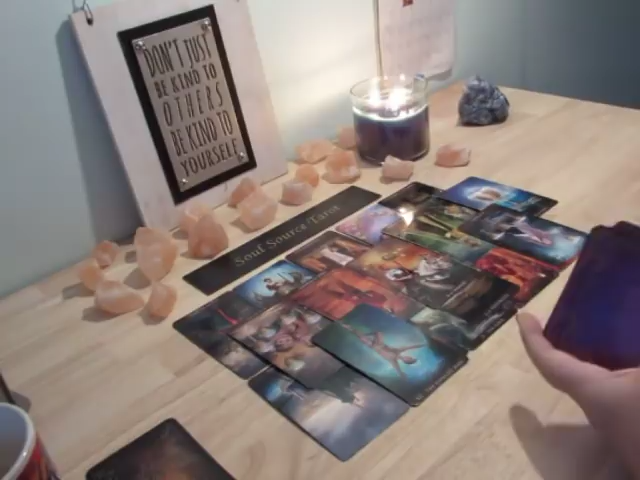 DON'T JUST
BE KIND TO
OTHERS
BE KIND TO
YOURSELF
Soul Source Tarot